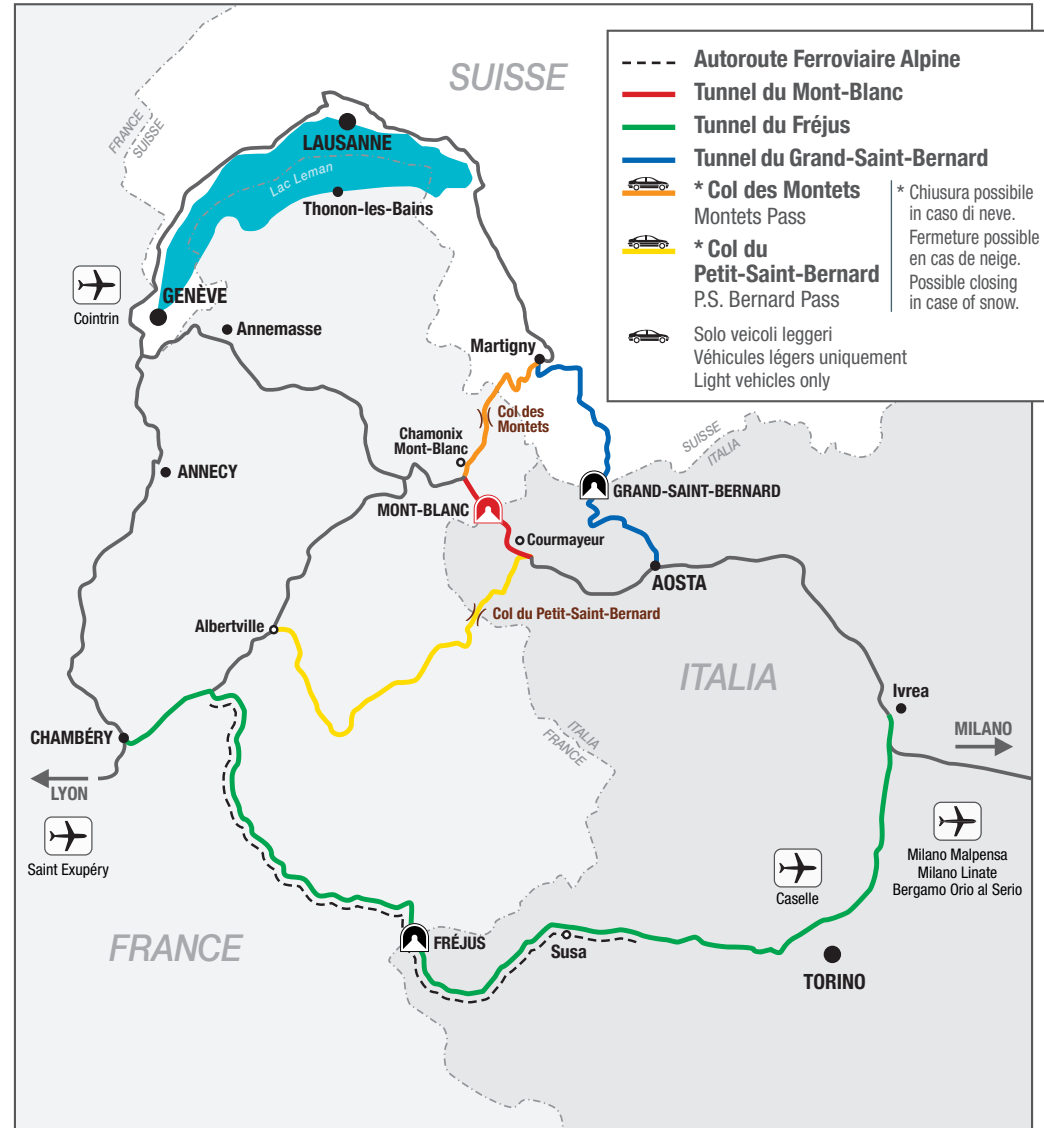 SUISSE
FRANCE
SUISSE
LAUSANNE
Lac Leman
Thonon-les-Bains
Cointrin
GENÈVE
Annemasse
Autoroute Ferroviaire Alpine
Tunnel du Mont-Blanc
Tunnel du Fréjus
Tunnel du Grand-Saint-Bernard
* Col des Montets
Montets Pass
* Col du
Petit-Saint-Bernard
P.S. Bernard Pass
* Chiusura possibile
in caso di neve.
Fermeture possible
en cas de neige.
Possible closing
in case of snow.
Solo veicoli leggeri
Véhicules légers uniquement
Light vehicles only
Martigny
Col des
Montets
Chamonix
Mont-Blanc
SUISSE
ITALIA
ANNECY
MONT-BLANC
GRAND-SAINT-BERNARD
Courmayeur
AOSTA
Albertville
Col du Petit-Saint-Bernard
ITALIA
Ivrea
CHAMBÉRY
ITALIA
FRANCE
MILANO
LYON
Saint Exupéry
Milano Malpensa
Milano Linate
Bergamo Orio al Serio
Caselle
FRANCE
FRÉJUS
Susa
TORINO